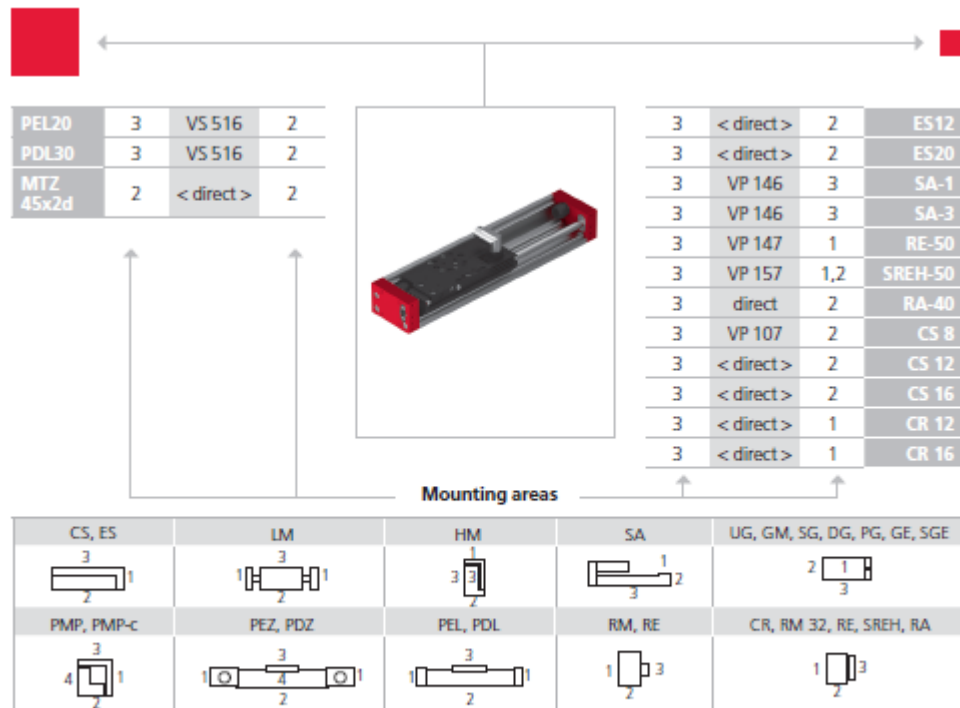 PEL20 3 VS 516 2
PDL30 3 VS 516 2
MTZ
45x2d 2 < direct > 2
3 < direct > 2 ES12
3 < direct > 2 ES20
3 VP 146 3 SA-1
3 VP 146 3 SA-3
3 VP 147 1 RE-50
3 VP 157 1,2 SREH-50
3 direct 2 RA-40
3 VP 107 2 CS 8
3 < direct > 2 CS 12
3 < direct > 2 CS 16
3 < direct > 1 CR 12
3 < direct > 1 CR 16
Mounting areas
CS, ES LM HM SA UG, GM, SG, DG, PG, GE, SGE
3 3 1
1 1 1 3 3 1 2 2 1
2 2 2 3 3
PMP, PMP-c PEZ, PDZ PEL, PDL RM, RE CR, RM 32, RE, SREH, RA
3 3 3
4 1 1 4 1 1 1 1 3 1 3
2 2 2 2 2